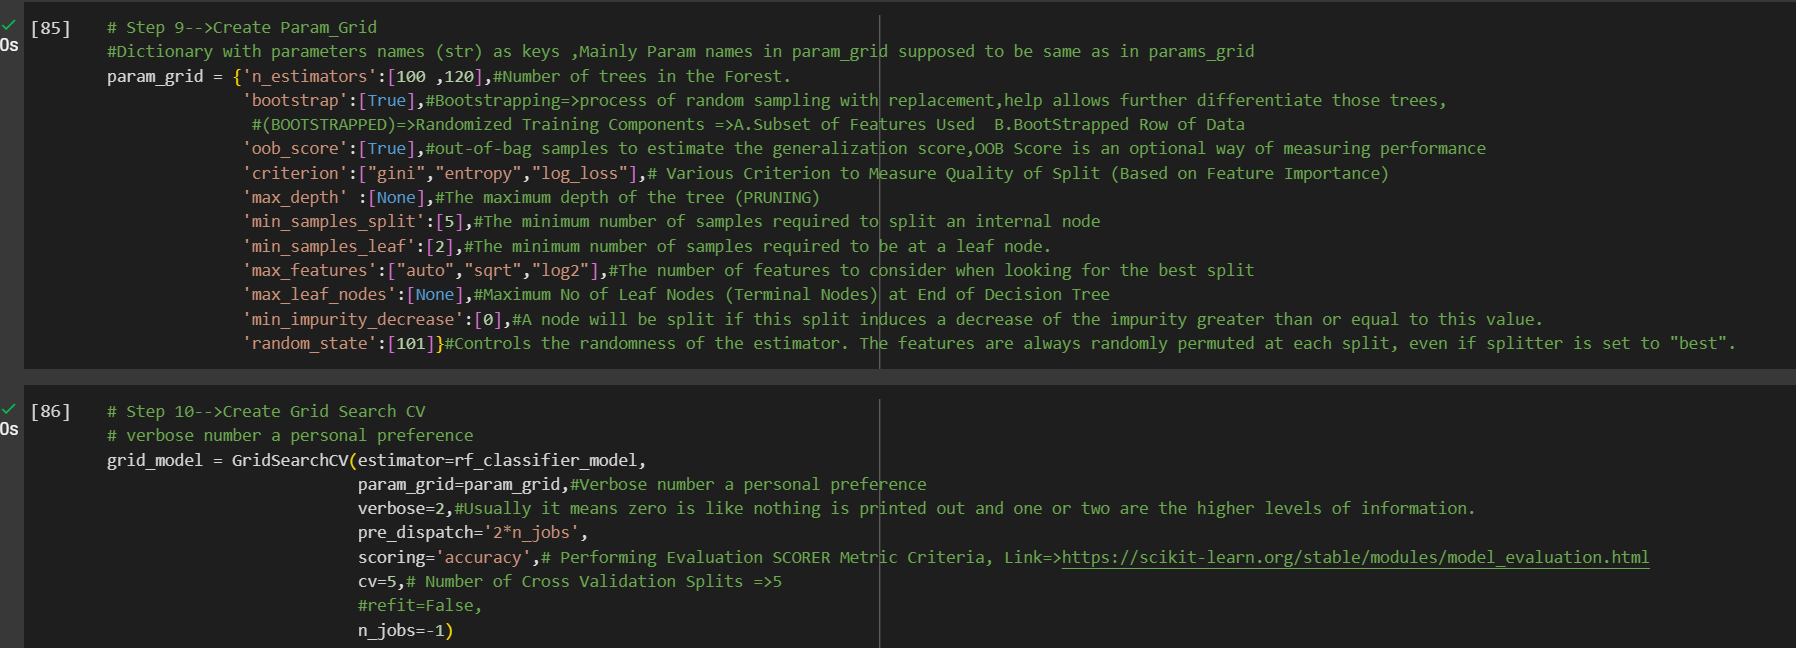 [85] # Step 9-->Create Param_Grid
0s #Dictionary with parameters names (str) as keys ,Mainly Param names in param_grid supposed to be same as in params_grid
param_grid = {'n_estimators':[100 ,120],#Number of trees in the Forest.
'bootstrap':[True],#Bootstrapping=>process of random sampling with replacement,help allows further differentiate those trees,
#(BOOTSTRAPPED)=>Randomized Training Components =>A.Subset of Features Used  B.BootStrapped Row of Data
'oob_score':[True],#out-of-bag samples to estimate the generalization score,OOB Score is an optional way of measuring performance
'criterion':["gini","entropy","log_loss"],# Various Criterion to Measure Quality of Split (Based on Feature Importance)
'max_depth' :[None],#The maximum depth of the tree (PRUNING)
'min_samples_split':[5],#The minimum number of samples required to split an internal node
'min_samples_leaf':[2],#The minimum number of samples required to be at a leaf node.
'max_features':["auto","sqrt","log2"],#The number of features to consider when looking for the best split
'max_leaf_nodes':[None],#Maximum No of Leaf Nodes (Terminal Nodes) at End of Decision Tree
'min_impurity_decrease':[0],#A node will be split if this split induces a decrease of the impurity greater than or equal to this value.
'random_state':[101]}#Controls the randomness of the estimator. The features are always randomly permuted at each split, even if splitter is set to "best".
[86] # Step 10-->Create Grid Search CV
0s # verbose number a personal preference
grid_model = GridSearchCV(estimator=rf_classifier_model,
param_grid=param_grid,#Verbose number a personal preference
verbose=2,#Usually it means zero is like nothing is printed out and one or two are the higher levels of information.
pre_dispatch='2*n_jobs',
scoring='accuracy',# Performing Evaluation SCORER Metric Criteria, Link=>https://scikit-learn.org/stable/modules/model_evaluation.html
cv=5,# Number of Cross Validation Splits =>5
#refit=False,
n_jobs=-1)